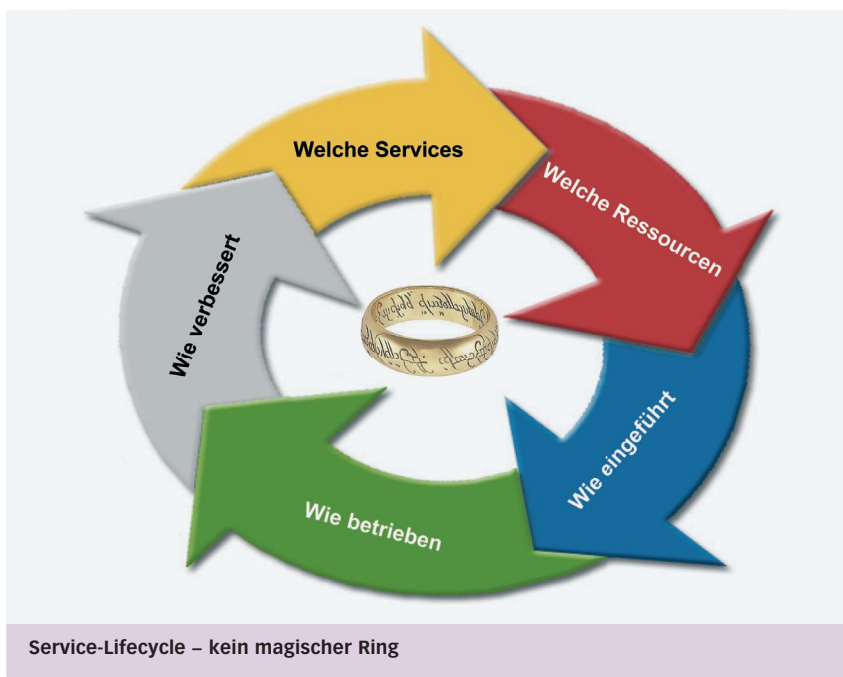 Welche Services
Welche Ressourcen
Wie eingeführt
Wie betrieben
Wie verbessert
Service-Lifecycle – kein magischer Ring